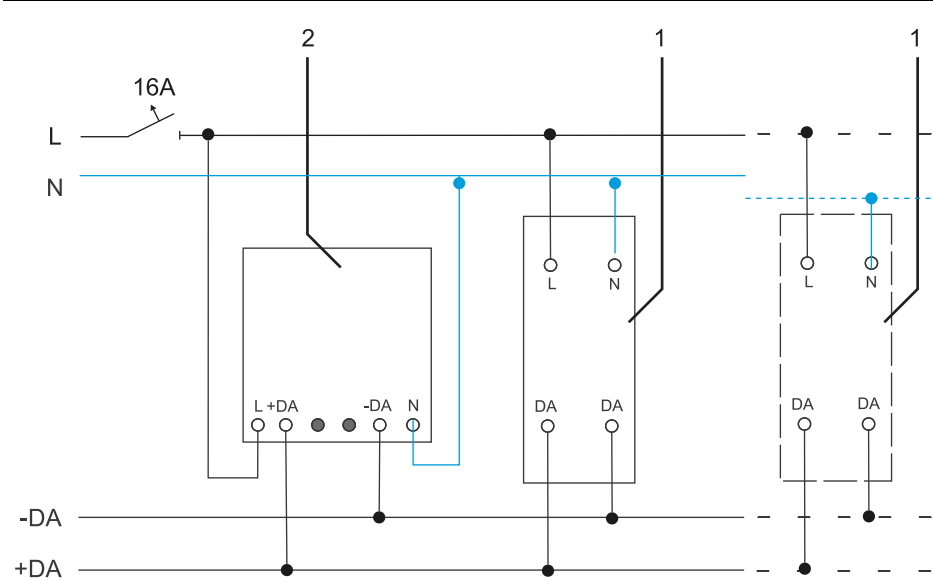 2 1 1
16A
L
N
L N L N
L +DA -DA N DA DA DA DA
-DA
+DA